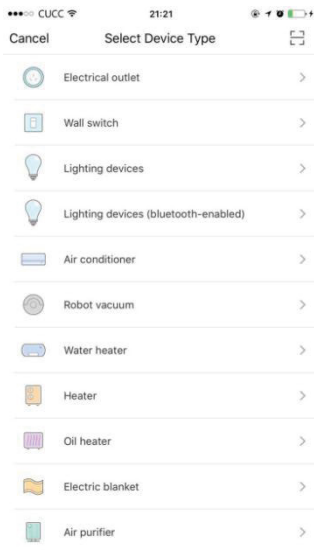 CUCC 21:21
Cancel Select Device Type
Electrical outlet
Wall switch
Lighting devices
Lighting devices (bluetooth-enabled)
Air conditioner
Robot vacuum
Water heater
Heater
Oil heater
Electric blanket
Air purifier